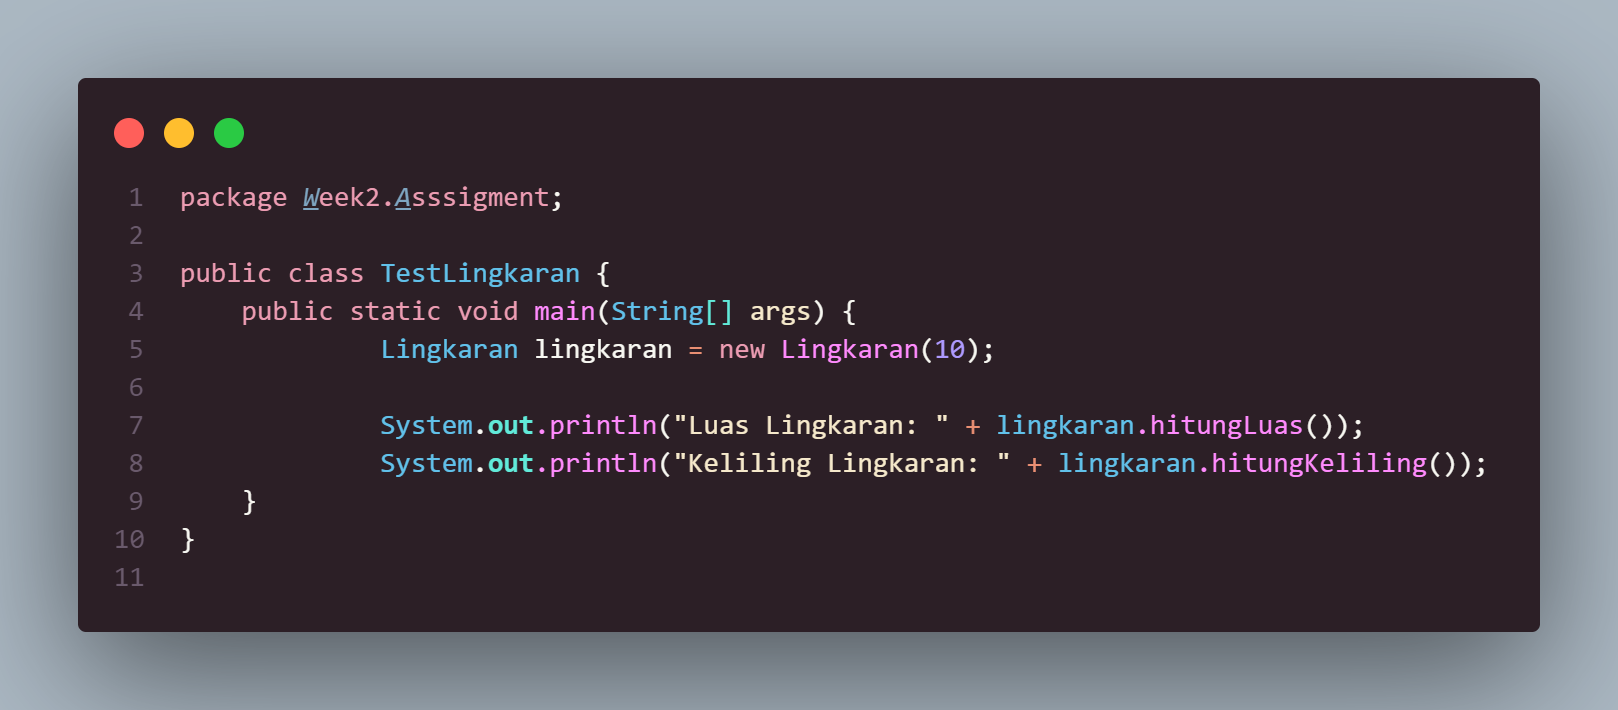 1 package Week2.Asssigment;
2
3 public class TestLingkaran {
4     public static void main(String[] args) {
5              Lingkaran lingkaran = new Lingkaran(10);
6
7              System.out.println("Luas Lingkaran: " + lingkaran.hitungLuas());
8              System.out.println("Keliling Lingkaran: " + lingkaran.hitungKeliling());
9     }
10 }
11